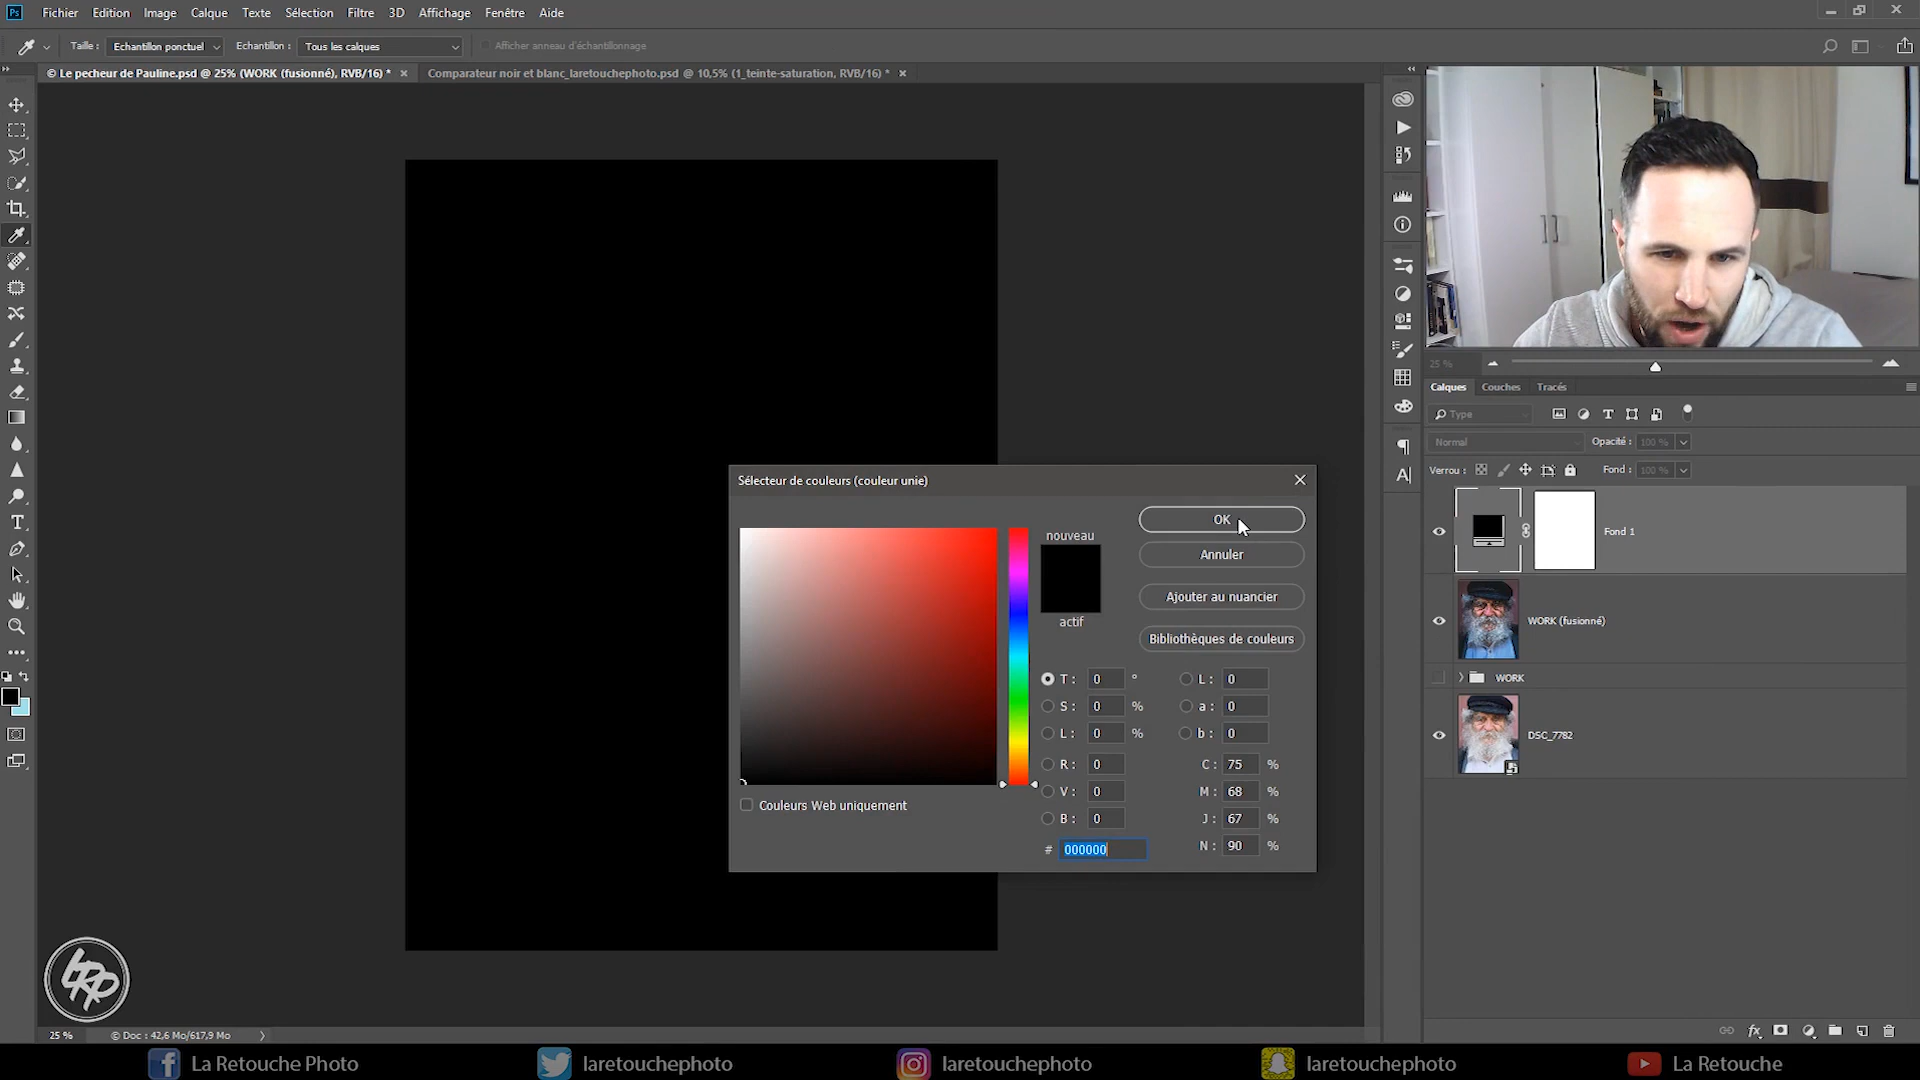 Ps Fichier Edition Image Calque Texte Sélection Filtre 3D Affichage Fenêtre Aide
Taille : Echantillon ponctuel Echantillon : Tous les calques Afficher anneau d'échantillonnage
© Le pecheur de Pauline.psd @ 25% (WORK (fusionné), RVB/16) * × Comparateur noir et blanc_laretouchephoto.psd @ 10,5% (1_teinte-saturation, RVB/16) * ×
25 %
Calques Couches Tracés
Type
Normal Opacité : 100 %
Verrou : Fond : 100 %
Fond 1
WORK (fusionné)
WORK
DSC_7782
Sélecteur de couleurs (couleur unie)
nouveau
actif
OK
Annuler
Ajouter au nuancier
Bibliothèques de couleurs
T : 0 ° L : 0
S : 0 % a : 0
L : 0 % b : 0
R : 0 C : 75 %
V : 0 M : 68 %
B : 0 J : 67 %
# 000000 N : 90 %
Couleurs Web uniquement
LRP
25 % © Doc : 42,6 Mo/617,9 Mo
La Retouche Photo laretouchephoto laretouchephoto laretouchephoto La Retouche